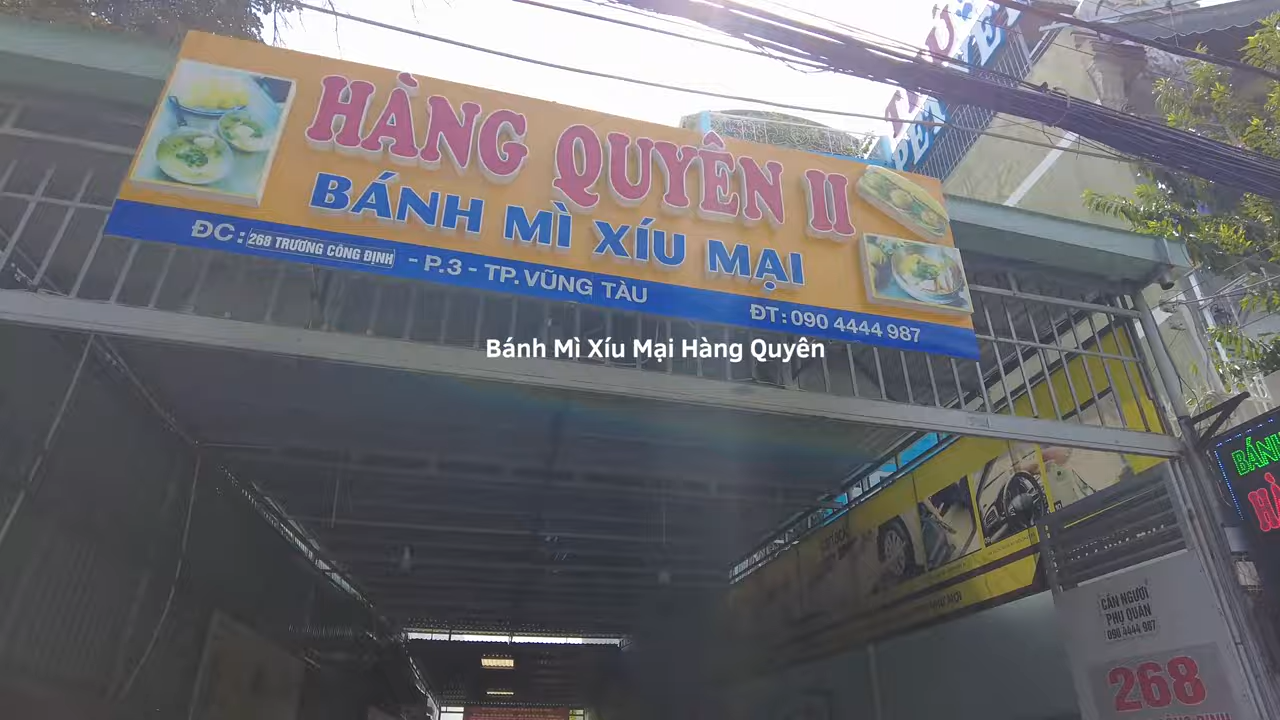 HẰNG QUYÊN II
BÁNH MÌ XÍU MẠI
ĐC: 268 TRƯƠNG CÔNG ĐỊNH - P.3 - TP. VŨNG TÀU
ĐT: 090 4444 987
Bánh Mì Xíu Mại Hàng Quyên
BÁNH
CẦN NGƯỜI
PHỤ QUÁN
090 4444 987
268